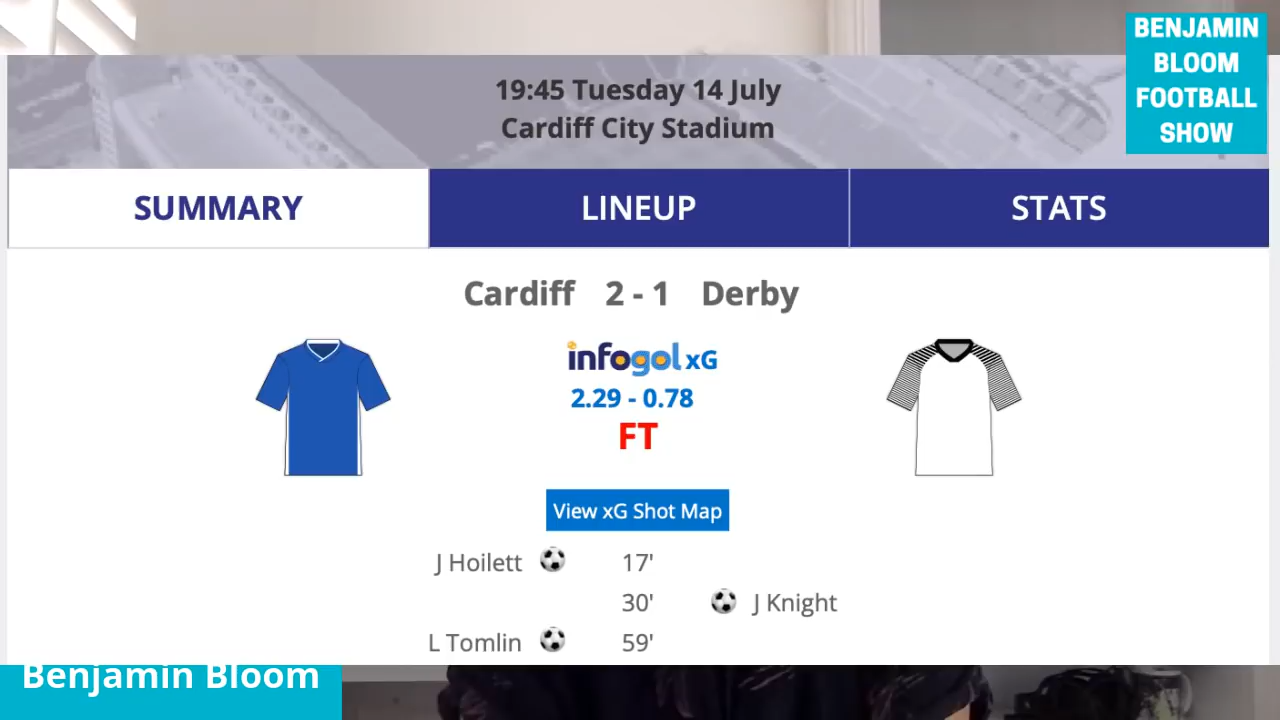 BENJAMIN
BLOOM
FOOTBALL
SHOW
19:45 Tuesday 14 July
Cardiff City Stadium
SUMMARY LINEUP STATS
Cardiff 2 - 1 Derby
infogol xG
2.29 - 0.78
FT
View xG Shot Map
J Hoilett 17'
30' J Knight
L Tomlin 59'
Benjamin Bloom